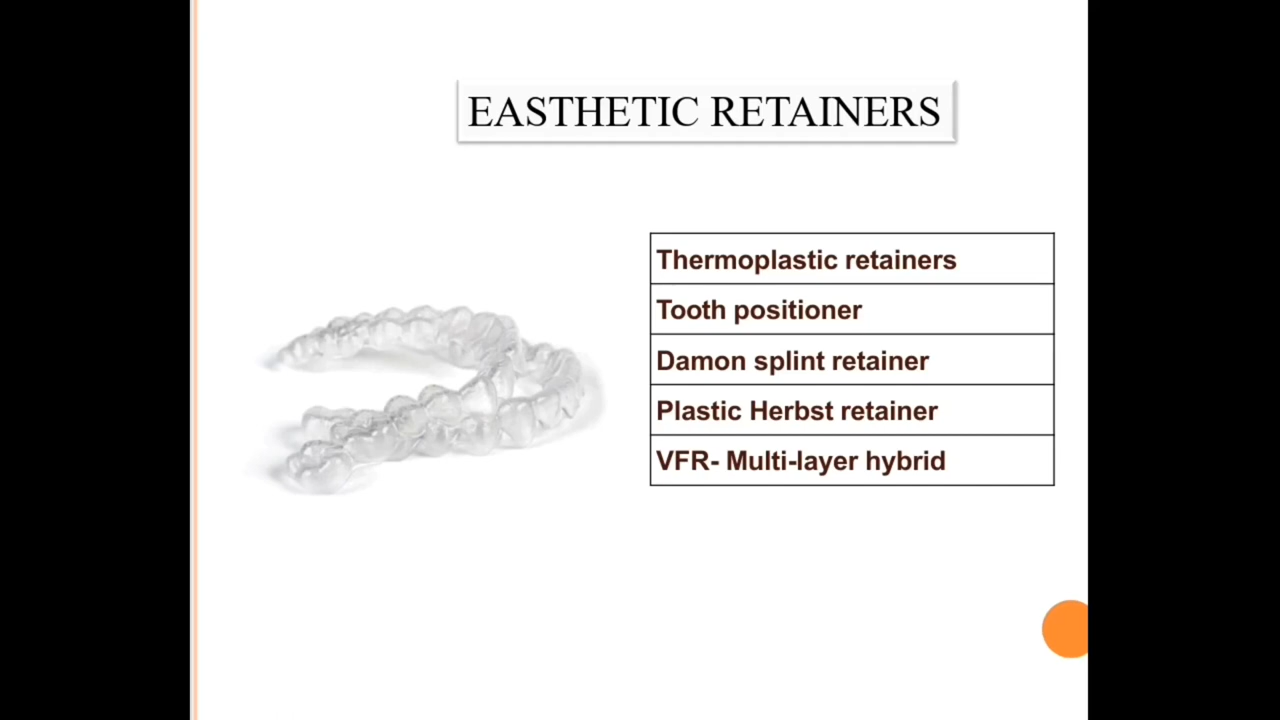 EASTHETIC RETAINERS
Thermoplastic retainers
Tooth positioner
Damon splint retainer
Plastic Herbst retainer
VFR- Multi-layer hybrid